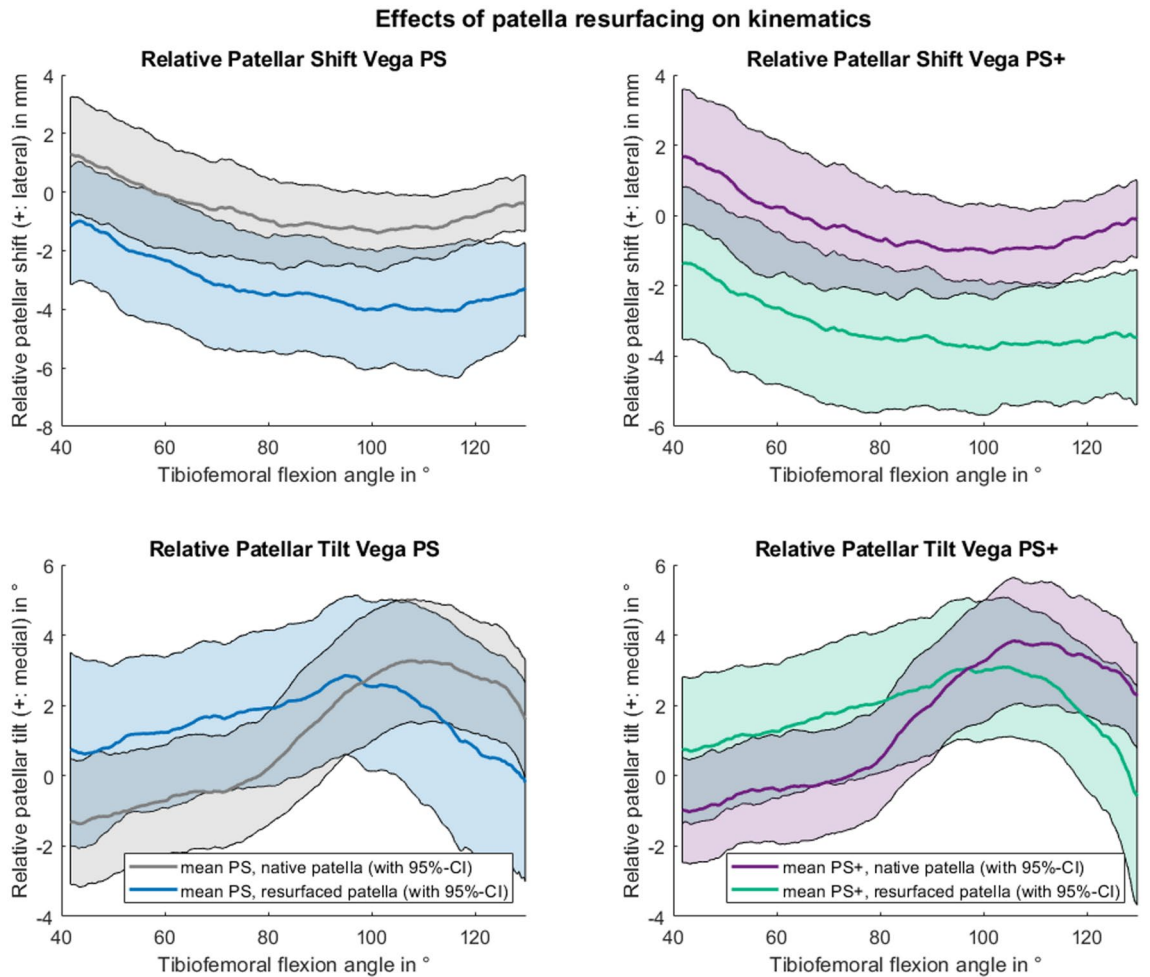 Effects of patella resurfacing on kinematics
Relative Patellar Shift Vega PS
Relative patellar shift (+: lateral) in mm
4
2
0
-2
-4
-6
-8
40 60 80 100 120
Tibiofemoral flexion angle in °
Relative Patellar Shift Vega PS+
Relative patellar shift (+: lateral) in mm
4
2
0
-2
-4
-6
40 60 80 100 120
Tibiofemoral flexion angle in °
Relative Patellar Tilt Vega PS
Relative patellar tilt (+: medial) in °
6
4
2
0
-2
-4
mean PS, native patella (with 95%-CI)
mean PS, resurfaced patella (with 95%-CI)
40 60 80 100 120
Tibiofemoral flexion angle in °
Relative Patellar Tilt Vega PS+
Relative patellar tilt (+: medial) in °
6
4
2
0
-2
-4
mean PS+, native patella (with 95%-CI)
mean PS+, resurfaced patella (with 95%-CI)
40 60 80 100 120
Tibiofemoral flexion angle in °